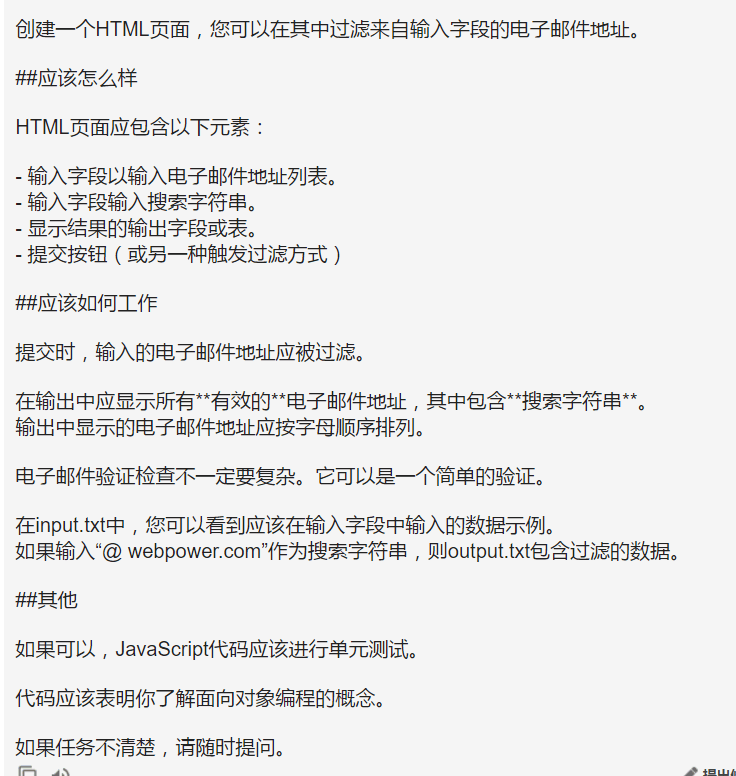 创建一个HTML页面，您可以在其中过滤来自输入字段的电子邮件地址。
##应该怎么样
HTML页面应包含以下元素：
- 输入字段以输入电子邮件地址列表。
- 输入字段输入搜索字符串。
- 显示结果的输出字段或表。
- 提交按钮（或另一种触发过滤方式）
##应该如何工作
提交时，输入的电子邮件地址应被过滤。
在输出中应显示所有**有效的**电子邮件地址，其中包含**搜索字符串**。
输出中显示的电子邮件地址应按字母顺序排列。
电子邮件验证检查不一定要复杂。它可以是一个简单的验证。
在input.txt中，您可以看到应该在输入字段中输入的数据示例。
如果输入“@ webpower.com”作为搜索字符串，则output.txt包含过滤的数据。
##其他
如果可以，JavaScript代码应该进行单元测试。
代码应该表明你了解面向对象编程的概念。
如果任务不清楚，请随时提问。